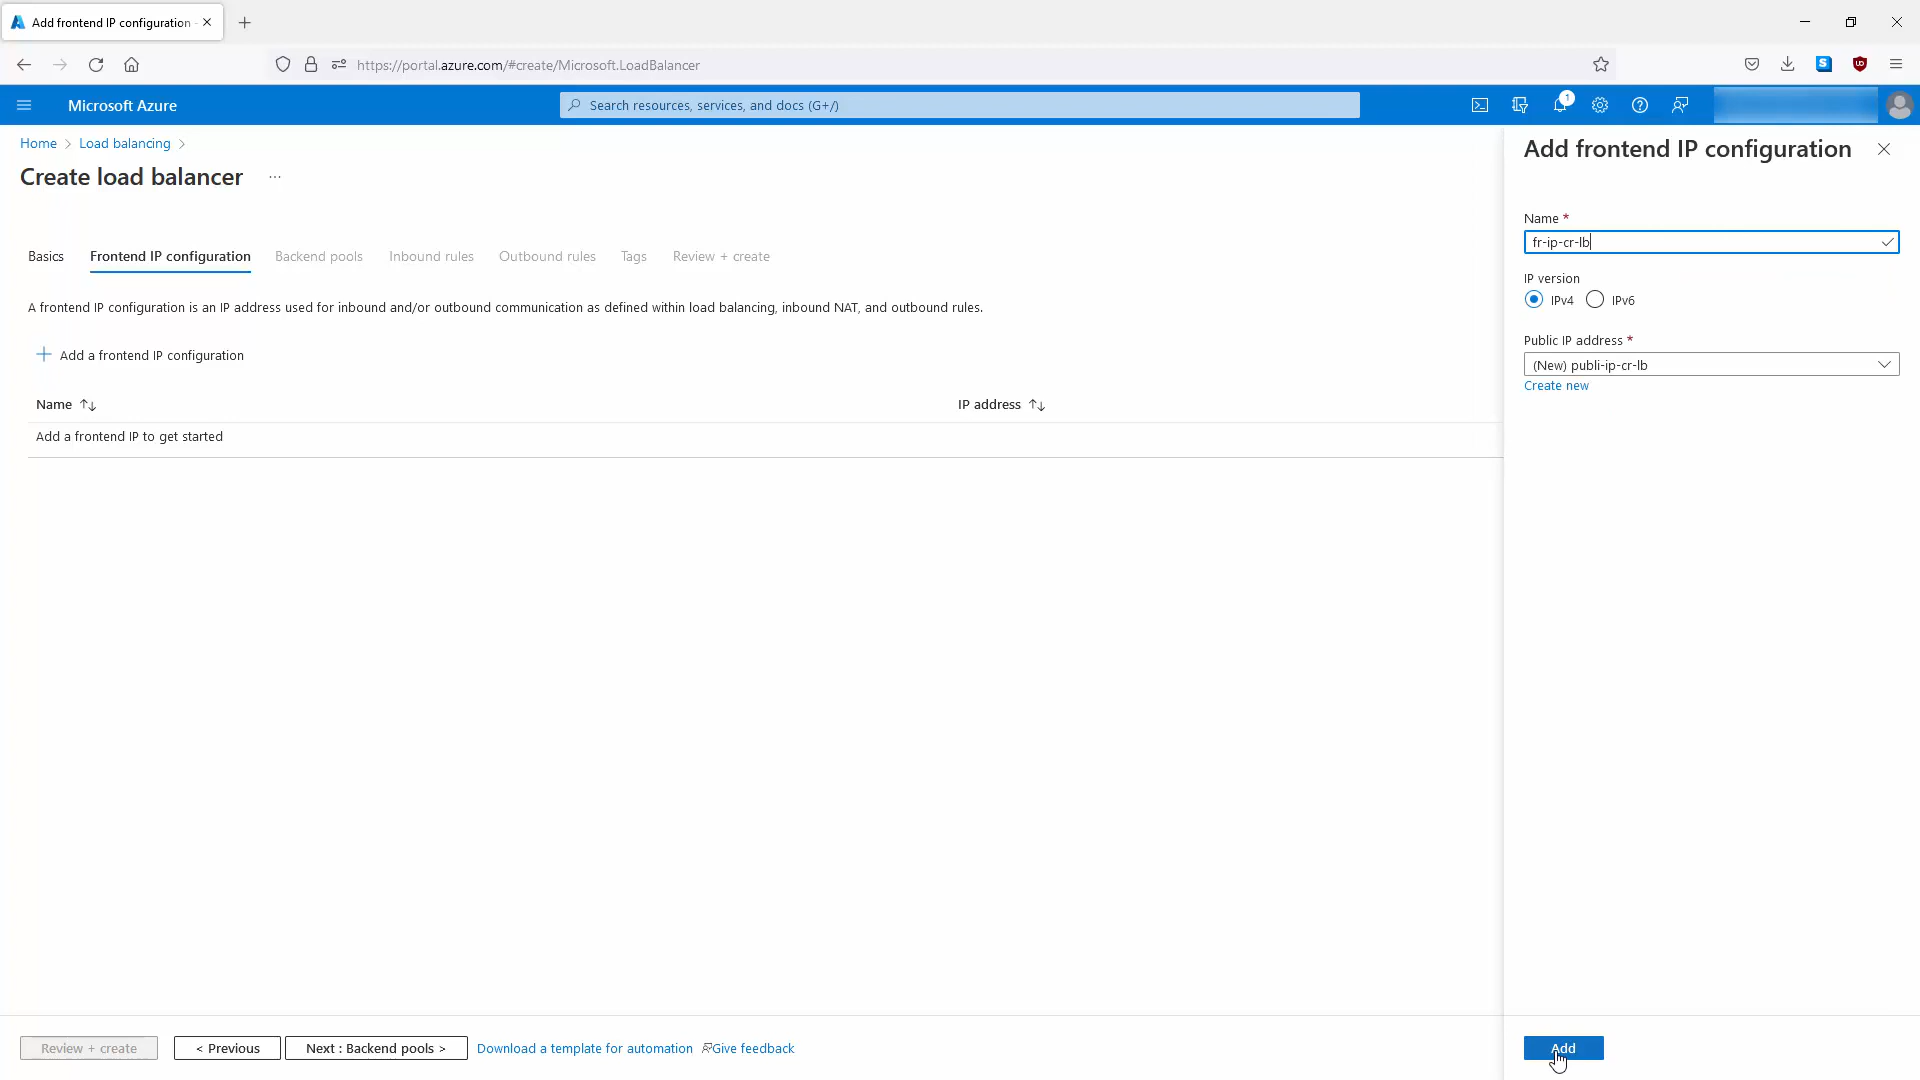 Add frontend IP configuration
https://portal.azure.com/#create/Microsoft.LoadBalancer
Microsoft Azure
Search resources, services, and docs (G+/)
1
Home > Load balancing >
Create load balancer ...
Basics
Frontend IP configuration
Backend pools
Inbound rules
Outbound rules
Tags
Review + create
A frontend IP configuration is an IP address used for inbound and/or outbound communication as defined within load balancing, inbound NAT, and outbound rules.
+ Add a frontend IP configuration
Name ↑↓
IP address ↑↓
Add a frontend IP to get started
Add frontend IP configuration
Name *
fr-ip-cr-lb
IP version
IPv4
IPv6
Public IP address *
(New) publi-ip-cr-lb
Create new
Review + create
< Previous
Next : Backend pools >
Download a template for automation
Give feedback
Add